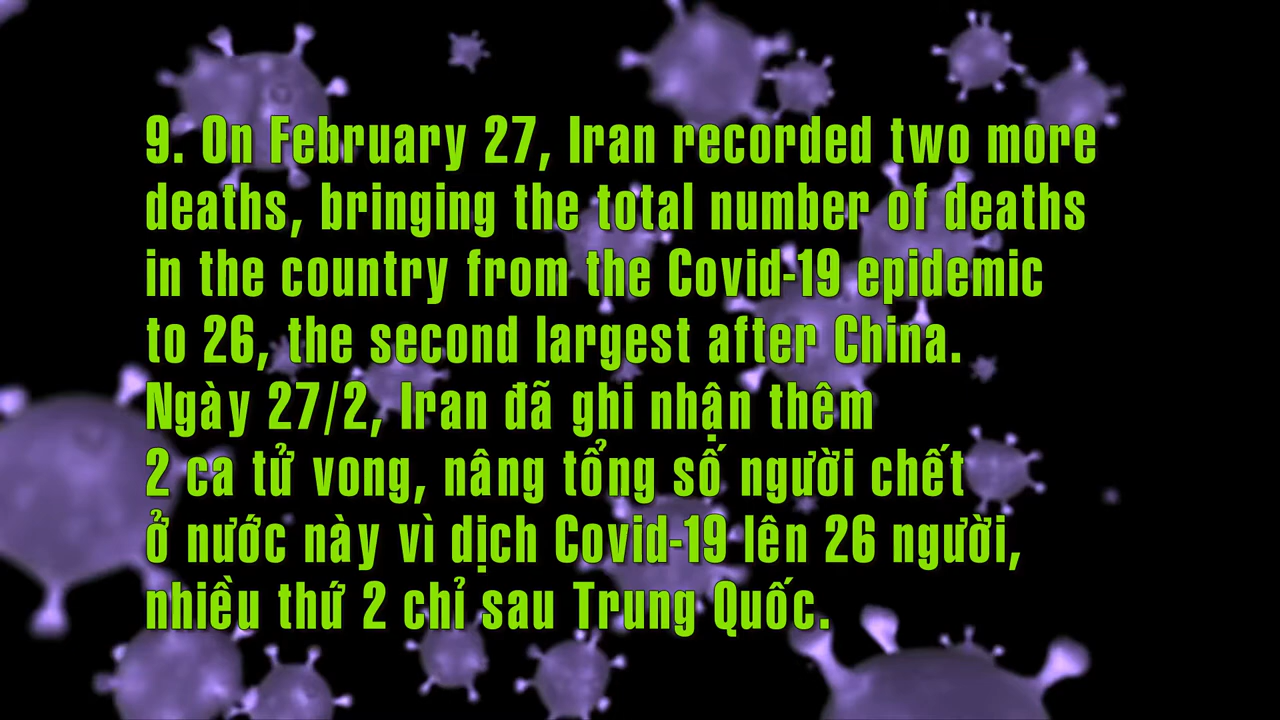 9. On February 27, Iran recorded two more
deaths, bringing the total number of deaths
in the country from the Covid-19 epidemic
to 26, the second largest after China.
Ngày 27/2, Iran đã ghi nhận thêm
2 ca tử vong, nâng tổng số người chết
ở nước này vì dịch Covid-19 lên 26 người,
nhiều thứ 2 chỉ sau Trung Quốc.